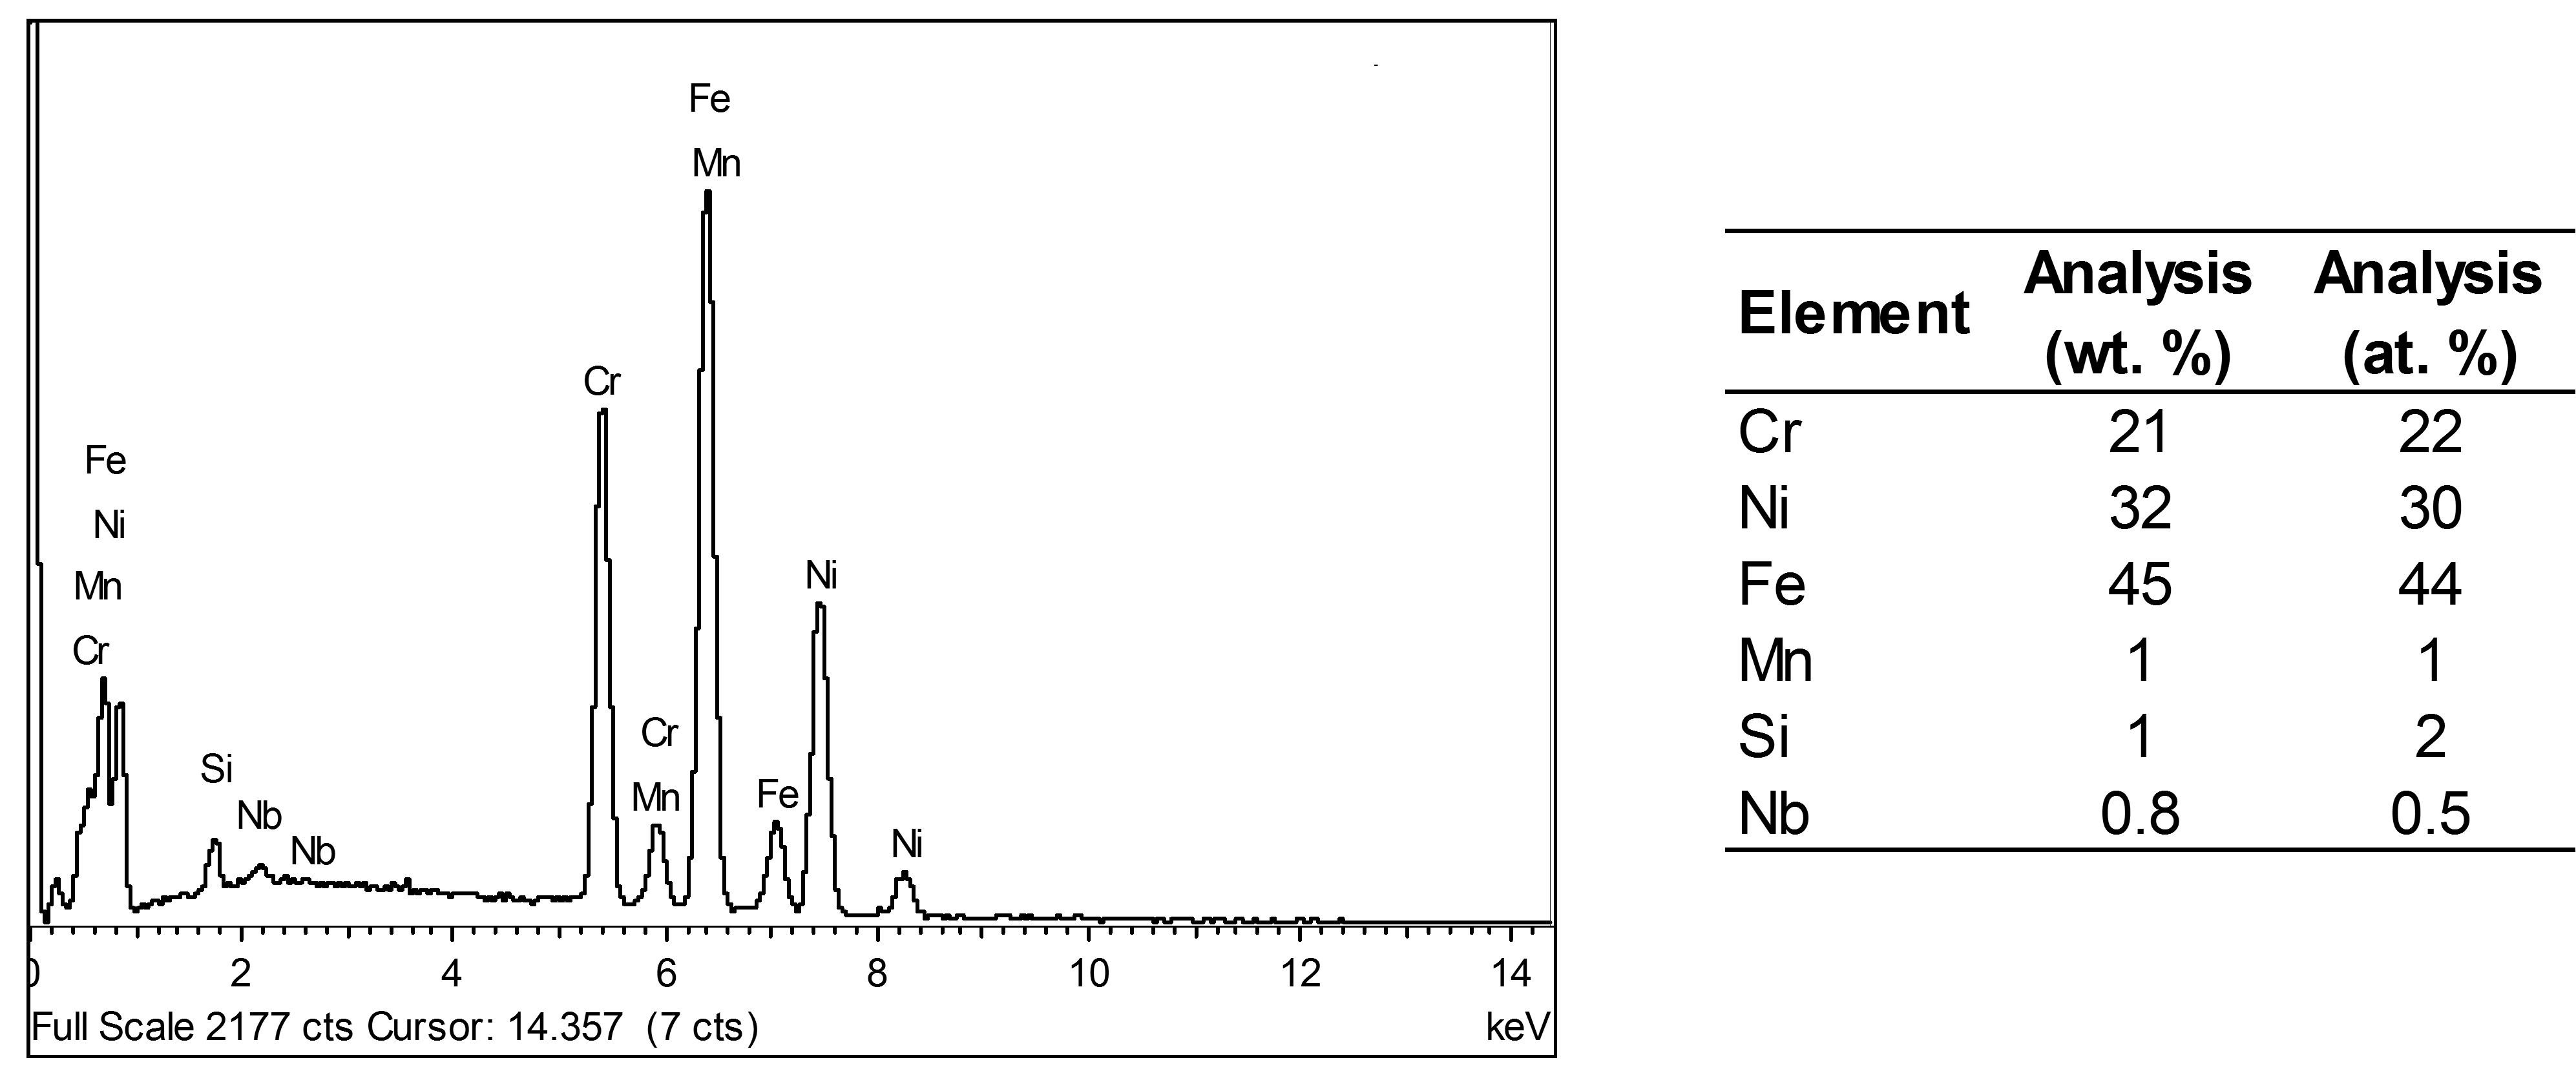 Fe
Mn
Cr
Fe
Ni
Mn
Cr
Si
Nb
Nb
Cr
Mn
Fe
Ni
Ni
0 2 4 6 8 10 12 14
Full Scale 2177 cts Cursor: 14.357 (7 cts) keV
Element Analysis (wt. %) Analysis (at. %)
Cr 21 22
Ni 32 30
Fe 45 44
Mn 1 1
Si 1 2
Nb 0.8 0.5